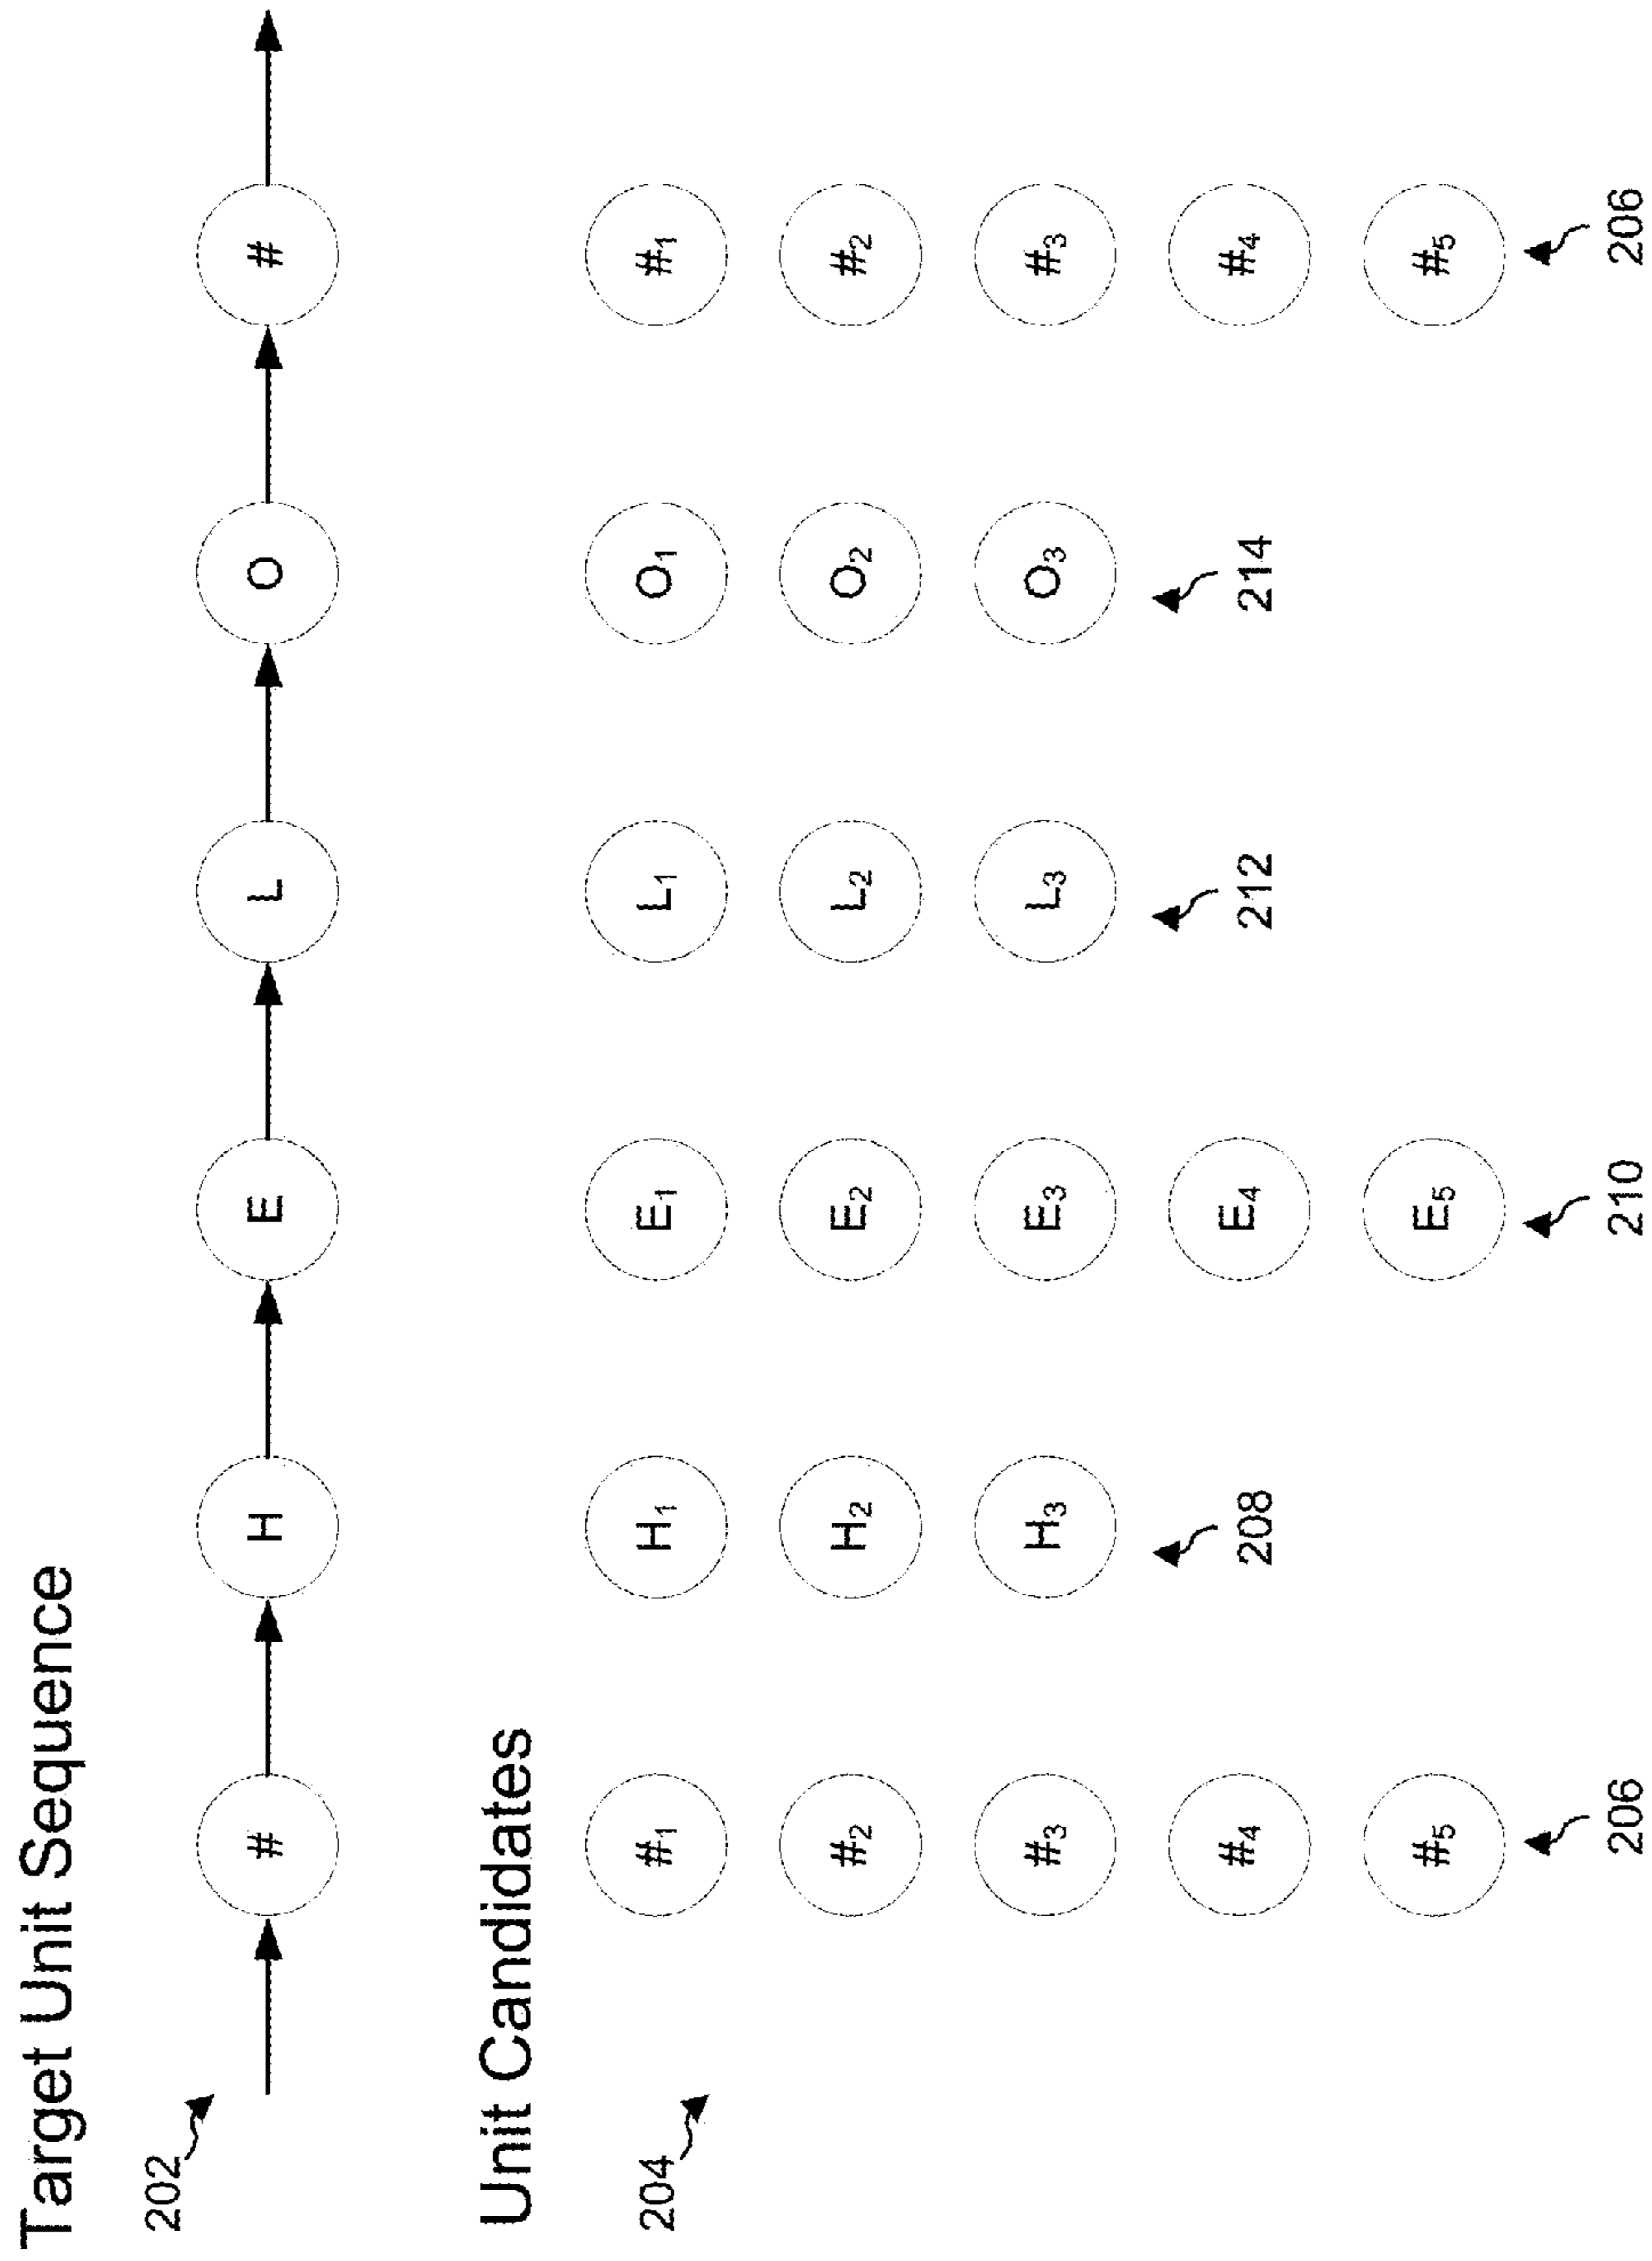 Target Unit Sequence
202
# H E L O #
Unit Candidates
204
#₁ H₁ E₁ L₁ O₁ #₁
#₂ H₂ E₂ L₂ O₂ #₂
#₃ H₃ E₃ L₃ O₃ #₃
208 212 214
#₄ E₄ #₄
#₅ E₅ #₅
206 210 206